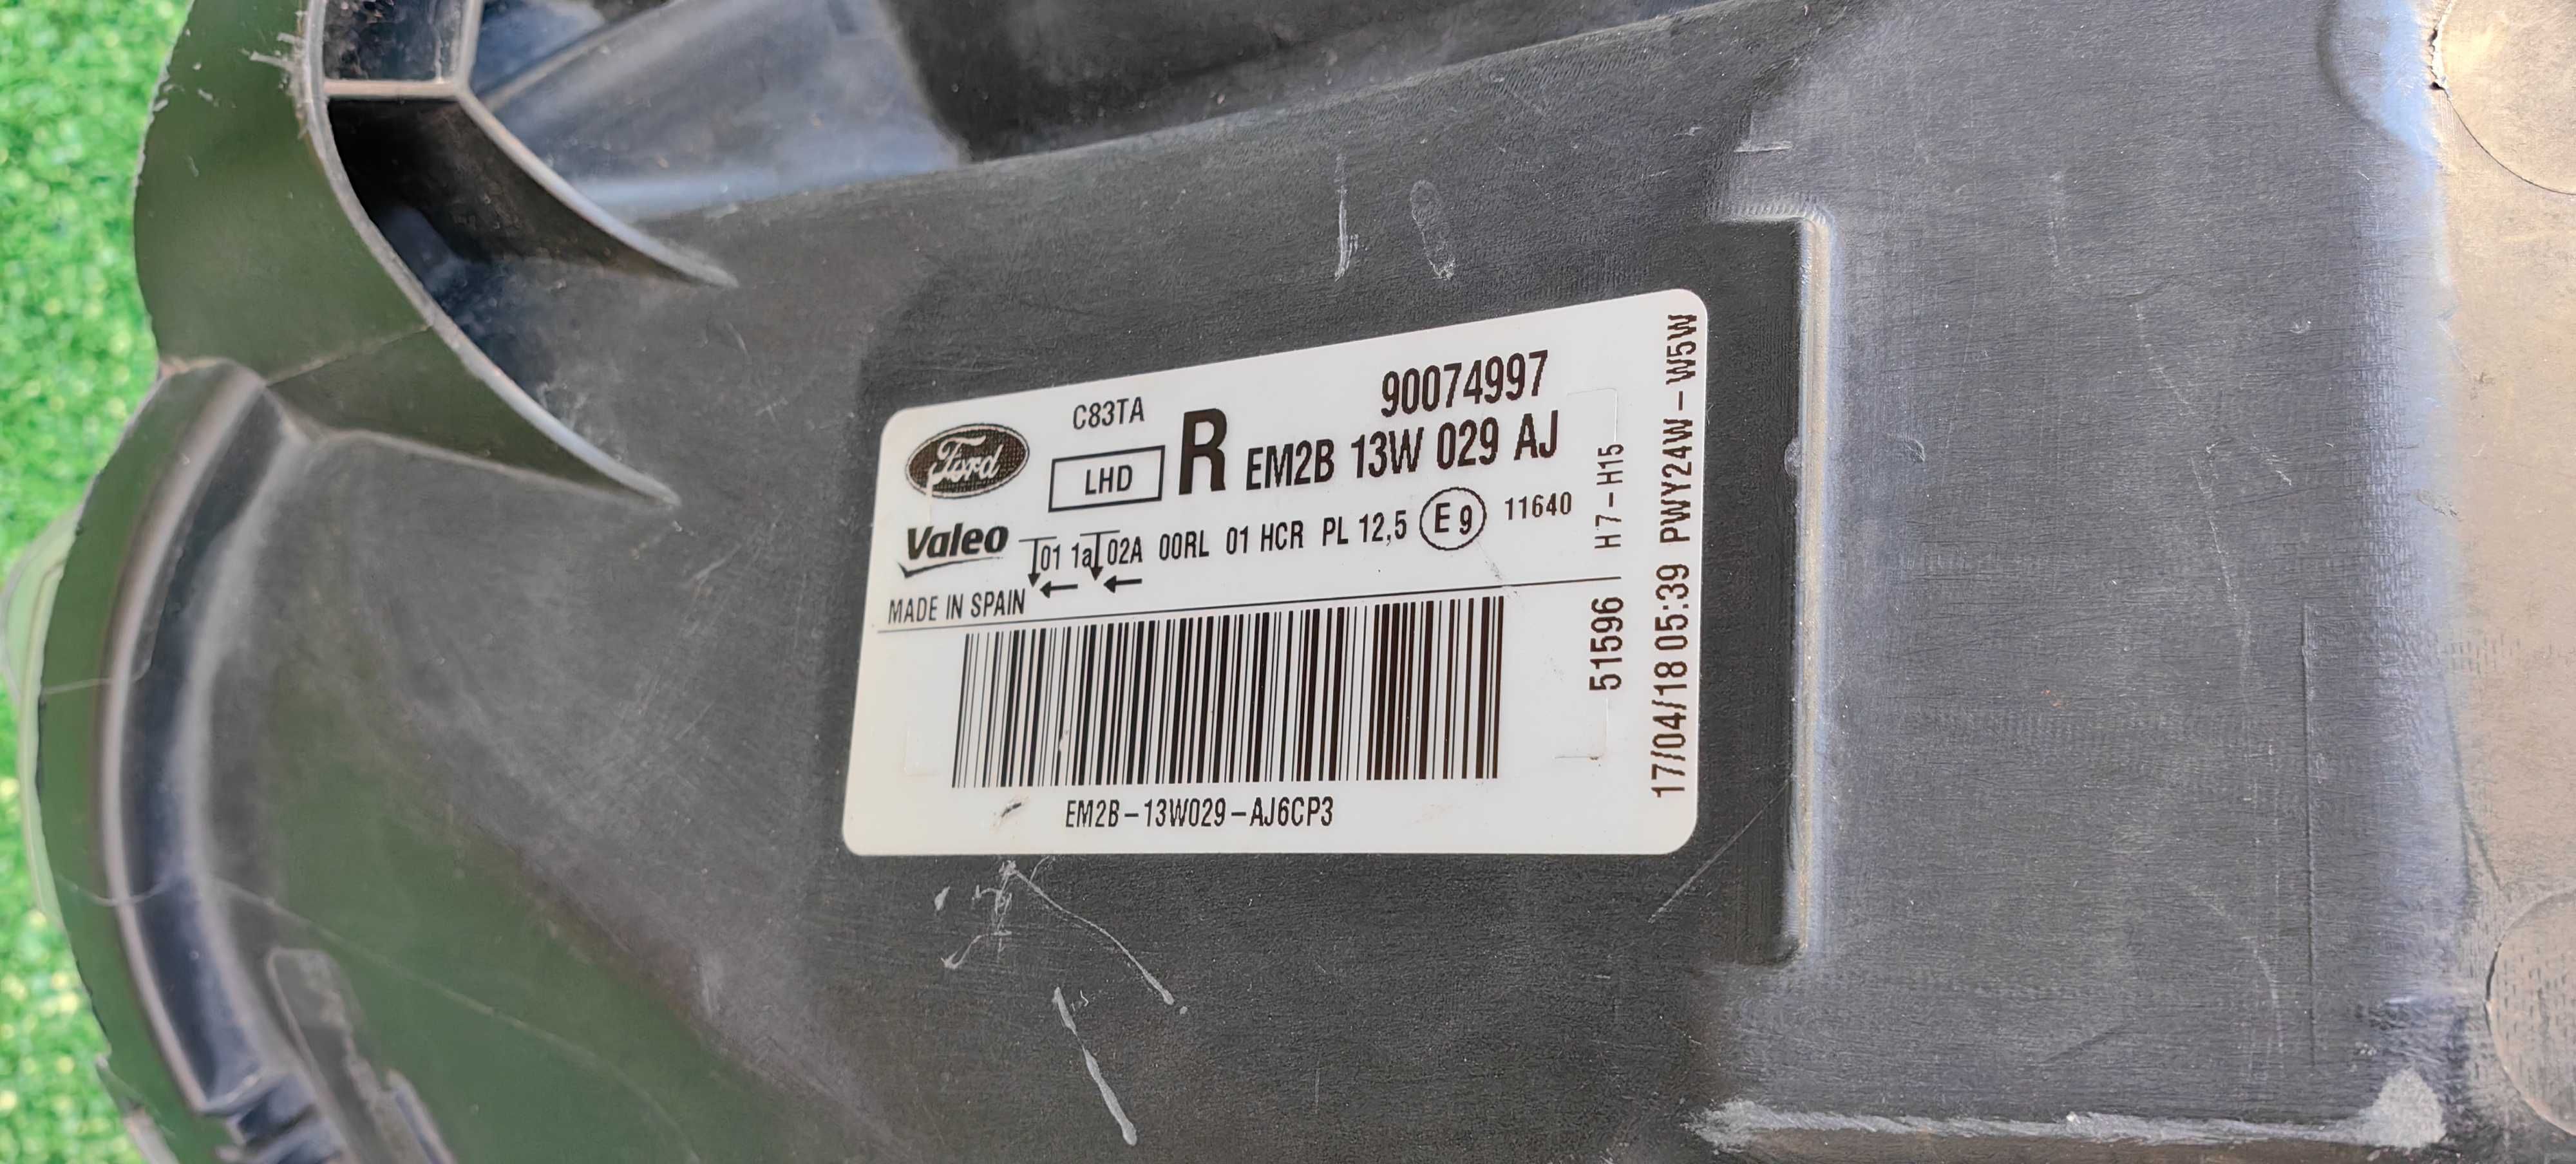 C83TA
90074997
Ford
LHD
R
EM2B 13W 029 AJ
Valeo
01 1a 02A 00RL 01 HCR PL 12,5 E9 11640
MADE IN SPAIN
EM2B-13W029-AJ6CP3
51596 H7-H15
17/04/18 05:39 PWY24W-W5W